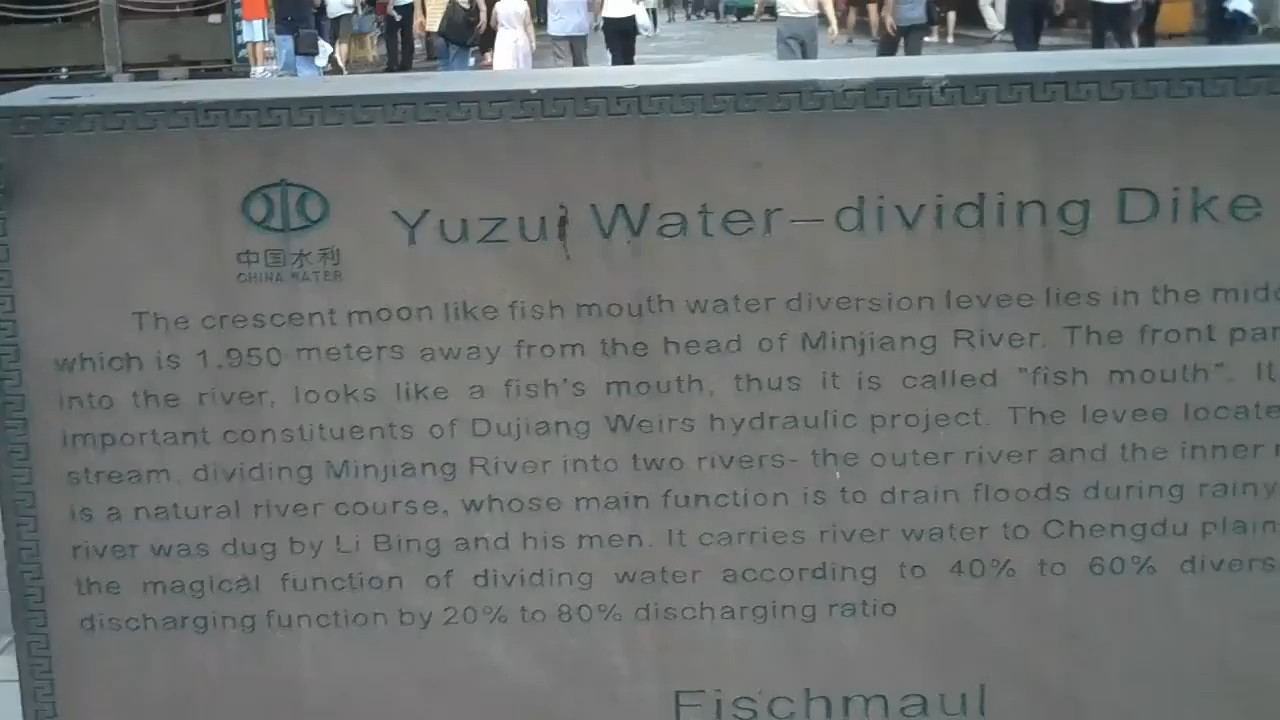 Yuzui Water-dividing Dike
中国水利
CHINA WATER
The crescent moon like fish mouth water diversion levee lies in the
which is 1.950 meters away from the head of Minjiang River. The front
into the river, looks like a fish's mouth, thus it is called "fish mouth". It
important constituents of Dujiang Weirs hydraulic project. The levee
stream, dividing Minjiang River into two rivers- the outer river and the inner
is a natural river course, whose main function is to drain floods during rainy
river was dug by Li Bing and his men. It carries river water to Chengdu plain
the magical function of dividing water according to 40% to 60%
discharging function by 20% to 80% discharging ratio
Fischmaul